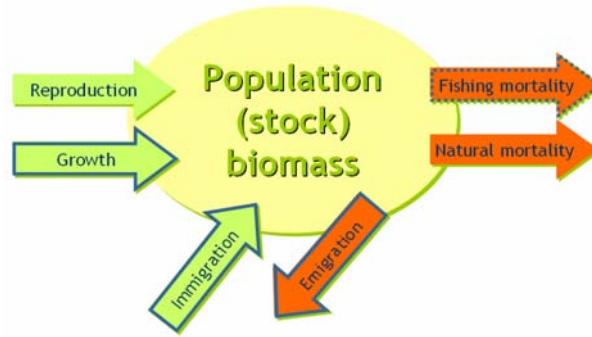 Reproduction
Growth
Population
(stock)
biomass
Fishing mortality
Natural mortality
Immigration
Emigration